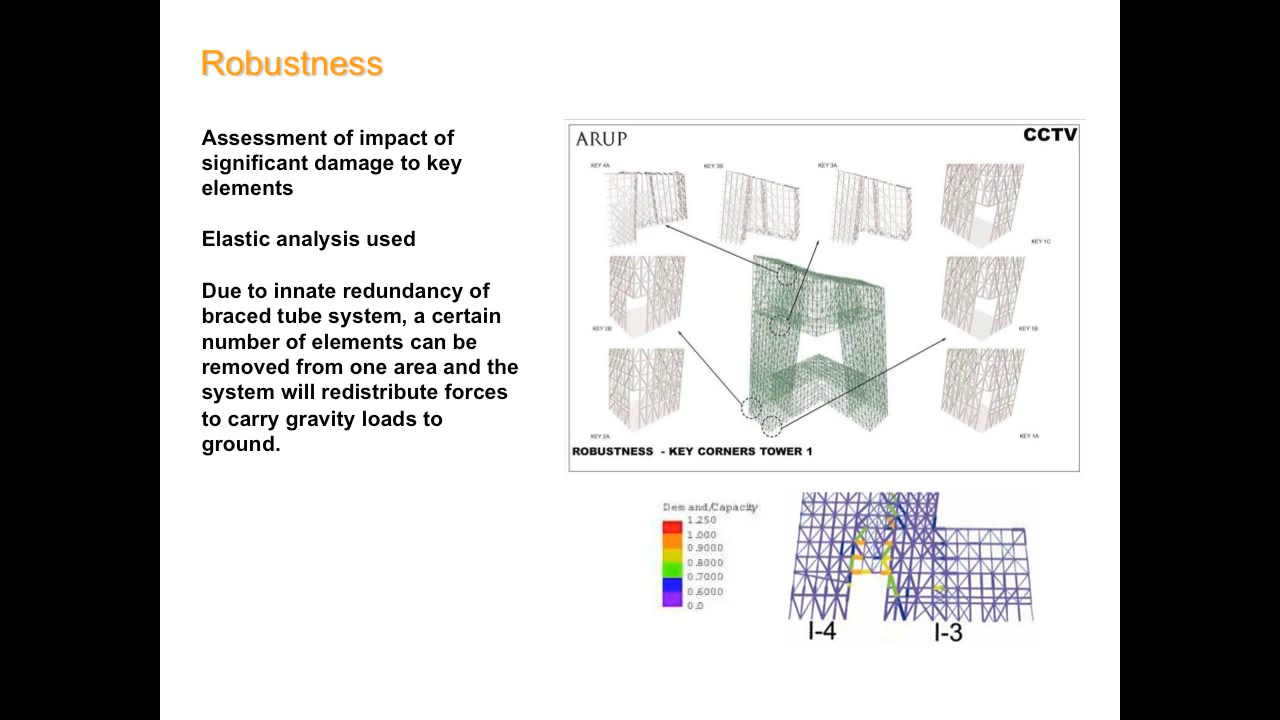 Robustness
Assessment of impact of
significant damage to key
elements
Elastic analysis used
Due to innate redundancy of
braced tube system, a certain
number of elements can be
removed from one area and the
system will redistribute forces
to carry gravity loads to
ground.
ARUP
CCTV
KEY 4A
KEY 3B
KEY 3A
KEY 1C
KEY 2B
KEY 1B
KEY 2A
KEY 1A
ROBUSTNESS - KEY CORNERS TOWER 1
Demand/Capacity
1.250
1.000
0.9000
0.8000
0.7000
0.6000
0.0
I-4
I-3